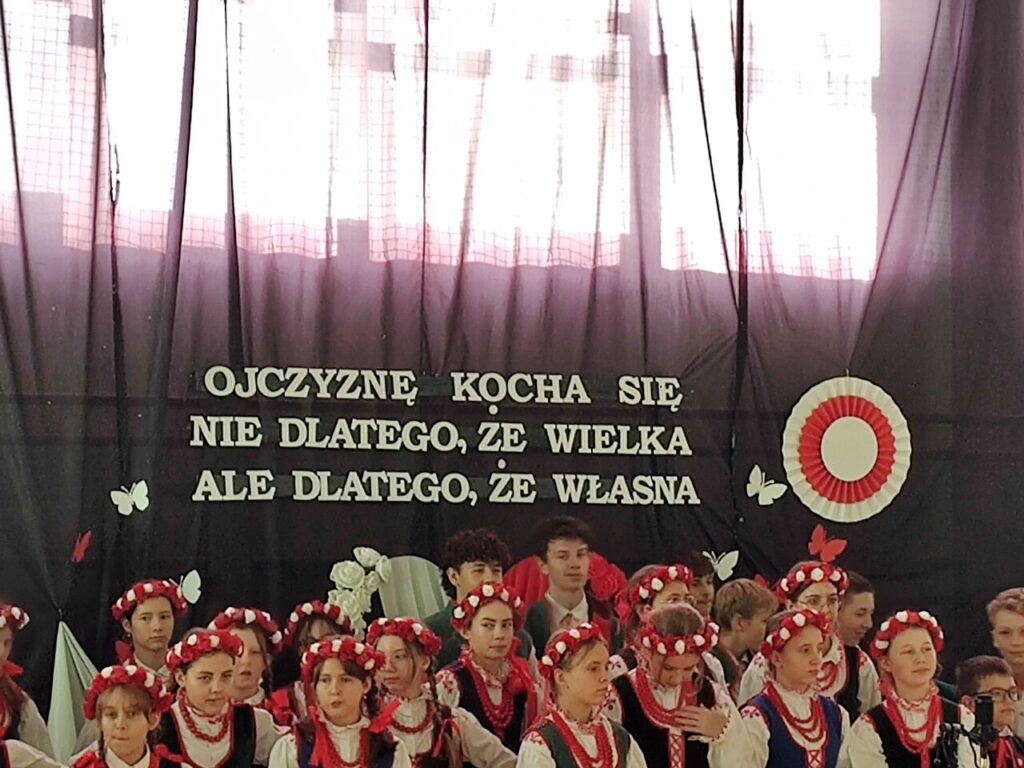 OJCZYZNĘ KOCHA SIĘ
NIE DLATEGO, ŻE WIELKA
ALE DLATEGO, ŻE WŁASNA